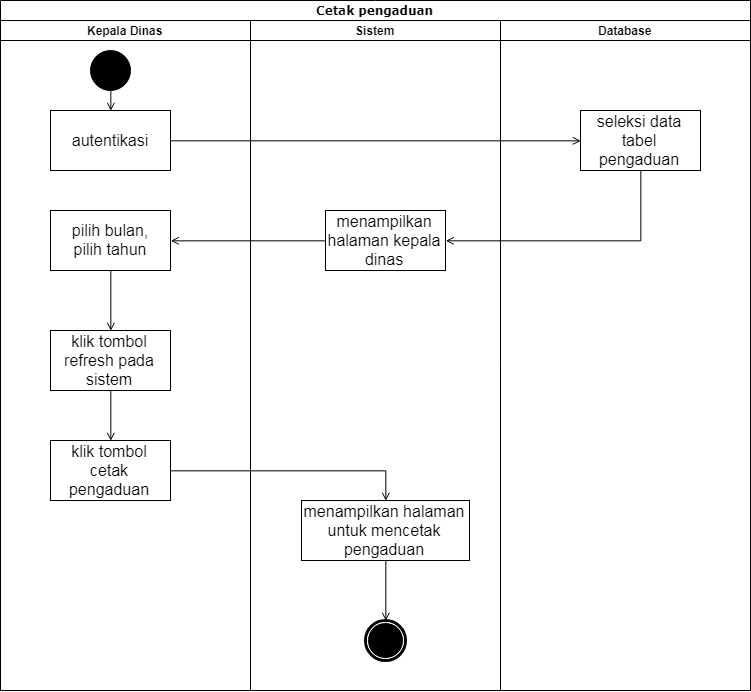 Cetak pengaduan
Kepala Dinas
Sistem
Database
autentikasi
seleksi data
tabel
pengaduan
menampilkan
halaman kepala
dinas
pilih bulan,
pilih tahun
klik tombol
refresh pada
sistem
klik tombol
cetak
pengaduan
menampilkan halaman
untuk mencetak
pengaduan